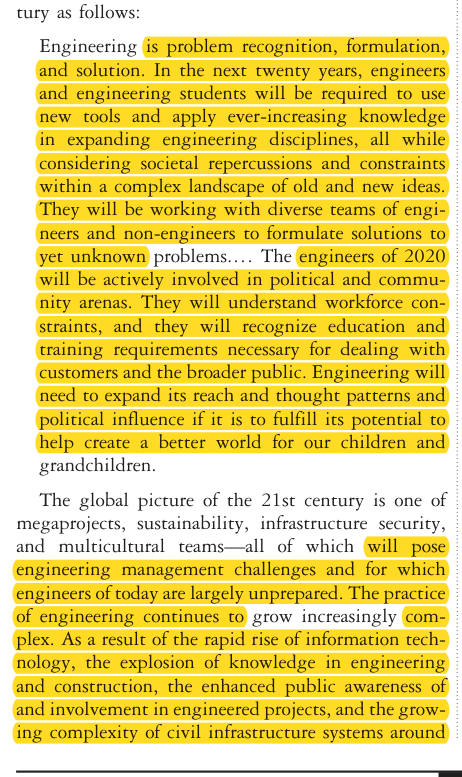 tury as follows:
Engineering is problem recognition, formulation,
and solution. In the next twenty years, engineers
and engineering students will be required to use
new tools and apply ever-increasing knowledge
in expanding engineering disciplines, all while
considering societal repercussions and constraints
within a complex landscape of old and new ideas.
They will be working with diverse teams of engi-
neers and non-engineers to formulate solutions to
yet unknown problems.… The engineers of 2020
will be actively involved in political and commu-
nity arenas. They will understand workforce con-
straints, and they will recognize education and
training requirements necessary for dealing with
customers and the broader public. Engineering will
need to expand its reach and thought patterns and
political influence if it is to fulfill its potential to
help create a better world for our children and
grandchildren.
The global picture of the 21st century is one of
megaprojects, sustainability, infrastructure security,
and multicultural teams—all of which will pose
engineering management challenges and for which
engineers of today are largely unprepared. The practice
of engineering continues to grow increasingly com-
plex. As a result of the rapid rise of information tech-
nology, the explosion of knowledge in engineering
and construction, the enhanced public awareness of
and involvement in engineered projects, and the grow-
ing complexity of civil infrastructure systems around